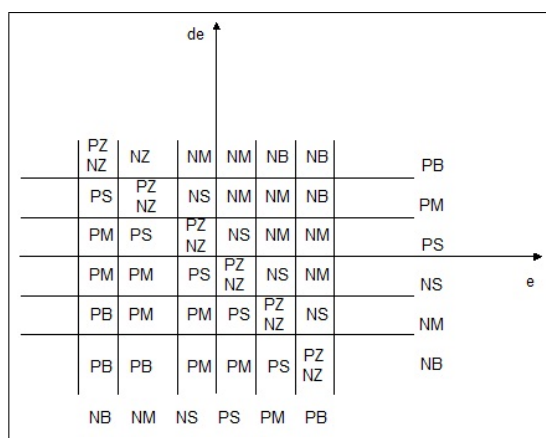 de
PZ
NZ NZ NM NM NB NB PB
PS PZ
NZ NS NM NM NB PM
PM PS PZ
NZ NS NM NM PS
e
PM PM PS PZ
NZ NS NM NS
PB PM PM PS PZ
NZ NS NM
PB PB PM PM PS PZ
NZ NB
NB NM NS PS PM PB